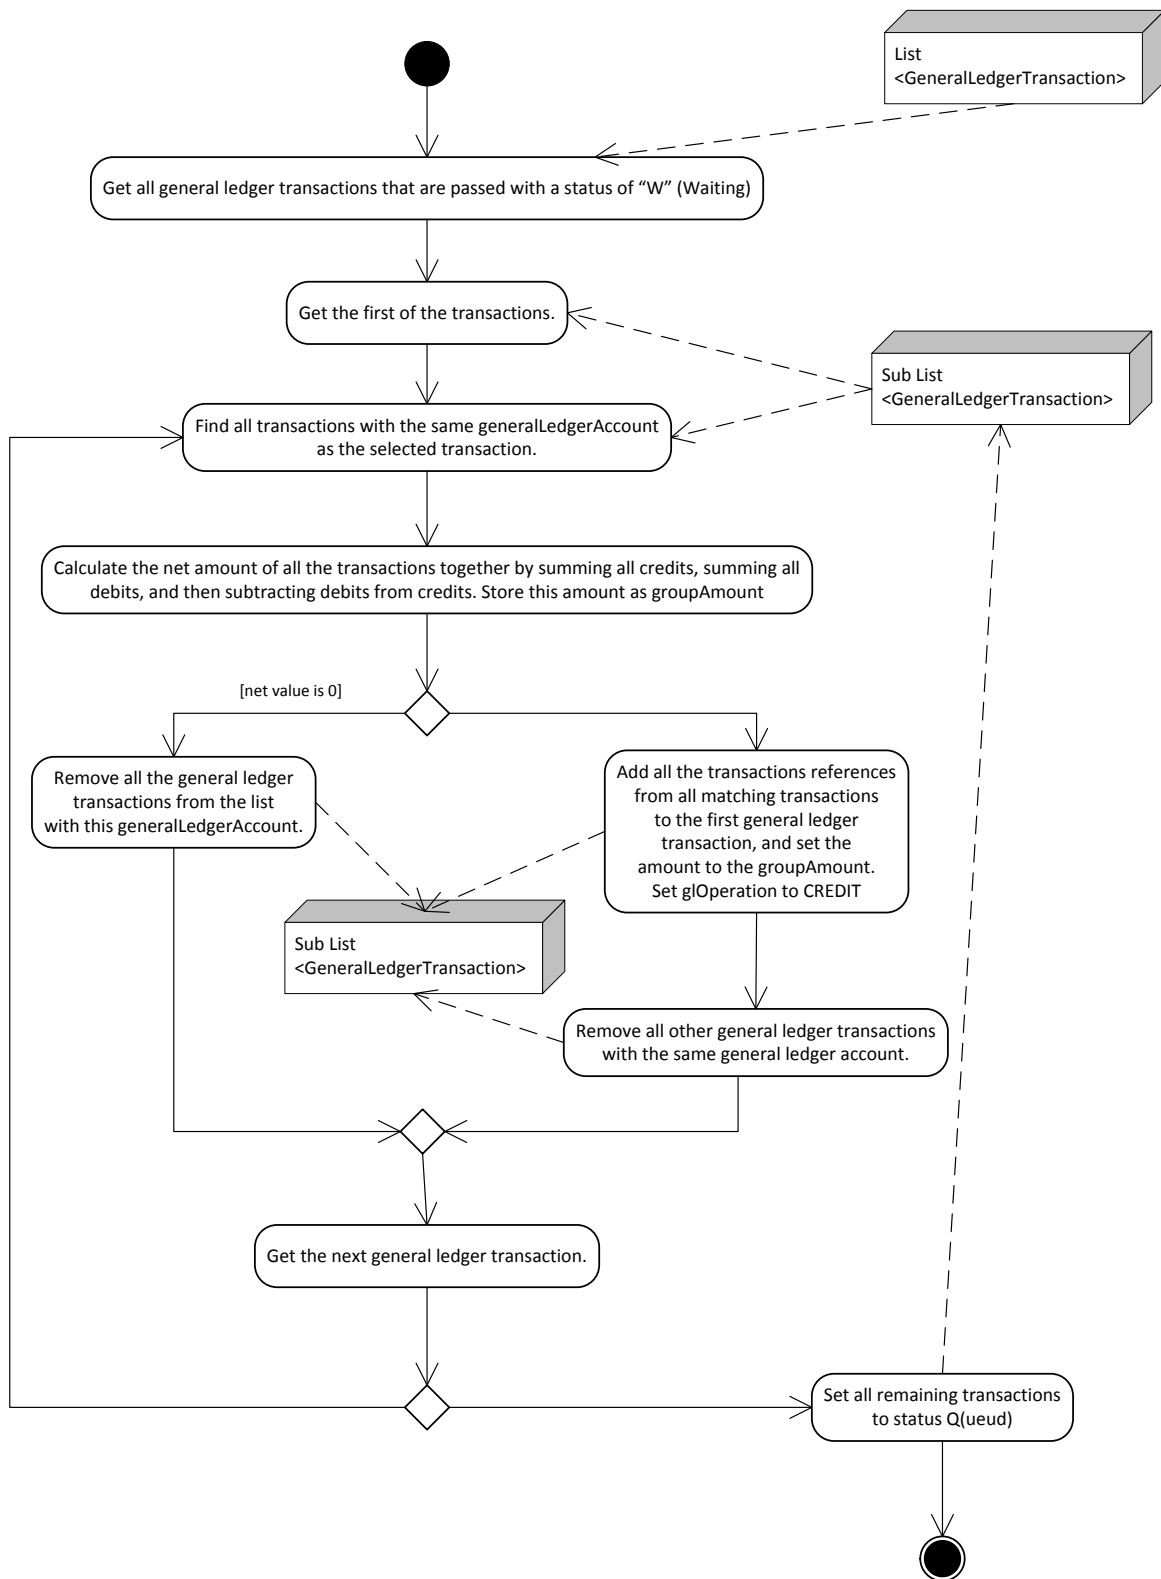 List
<GeneralLedgerTransaction>
Get all general ledger transactions that are passed with a status of “W” (Waiting)
Get the first of the transactions.
Sub List
<GeneralLedgerTransaction>
Find all transactions with the same generalLedgerAccount
as the selected transaction.
Calculate the net amount of all the transactions together by summing all credits, summing all
debits, and then subtracting debits from credits. Store this amount as groupAmount
[net value is 0]
Remove all the general ledger
transactions from the list
with this generalLedgerAccount.
Add all the transactions references
from all matching transactions
to the first general ledger
transaction, and set the
amount to the groupAmount.
Set glOperation to CREDIT
Sub List
<GeneralLedgerTransaction>
Remove all other general ledger transactions
with the same general ledger account.
Get the next general ledger transaction.
Set all remaining transactions
to status Q(ueud)